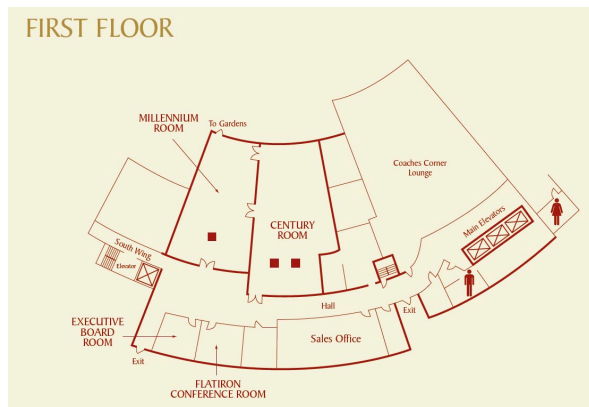 FIRST FLOOR
MILLENNIUM
ROOM
To Gardens
Coaches Corner
Lounge
CENTURY
ROOM
Main Elevators
South Wing
Elevator
Hall
Exit
EXECUTIVE
BOARD
ROOM
Sales Office
Exit
FLATIRON
CONFERENCE ROOM